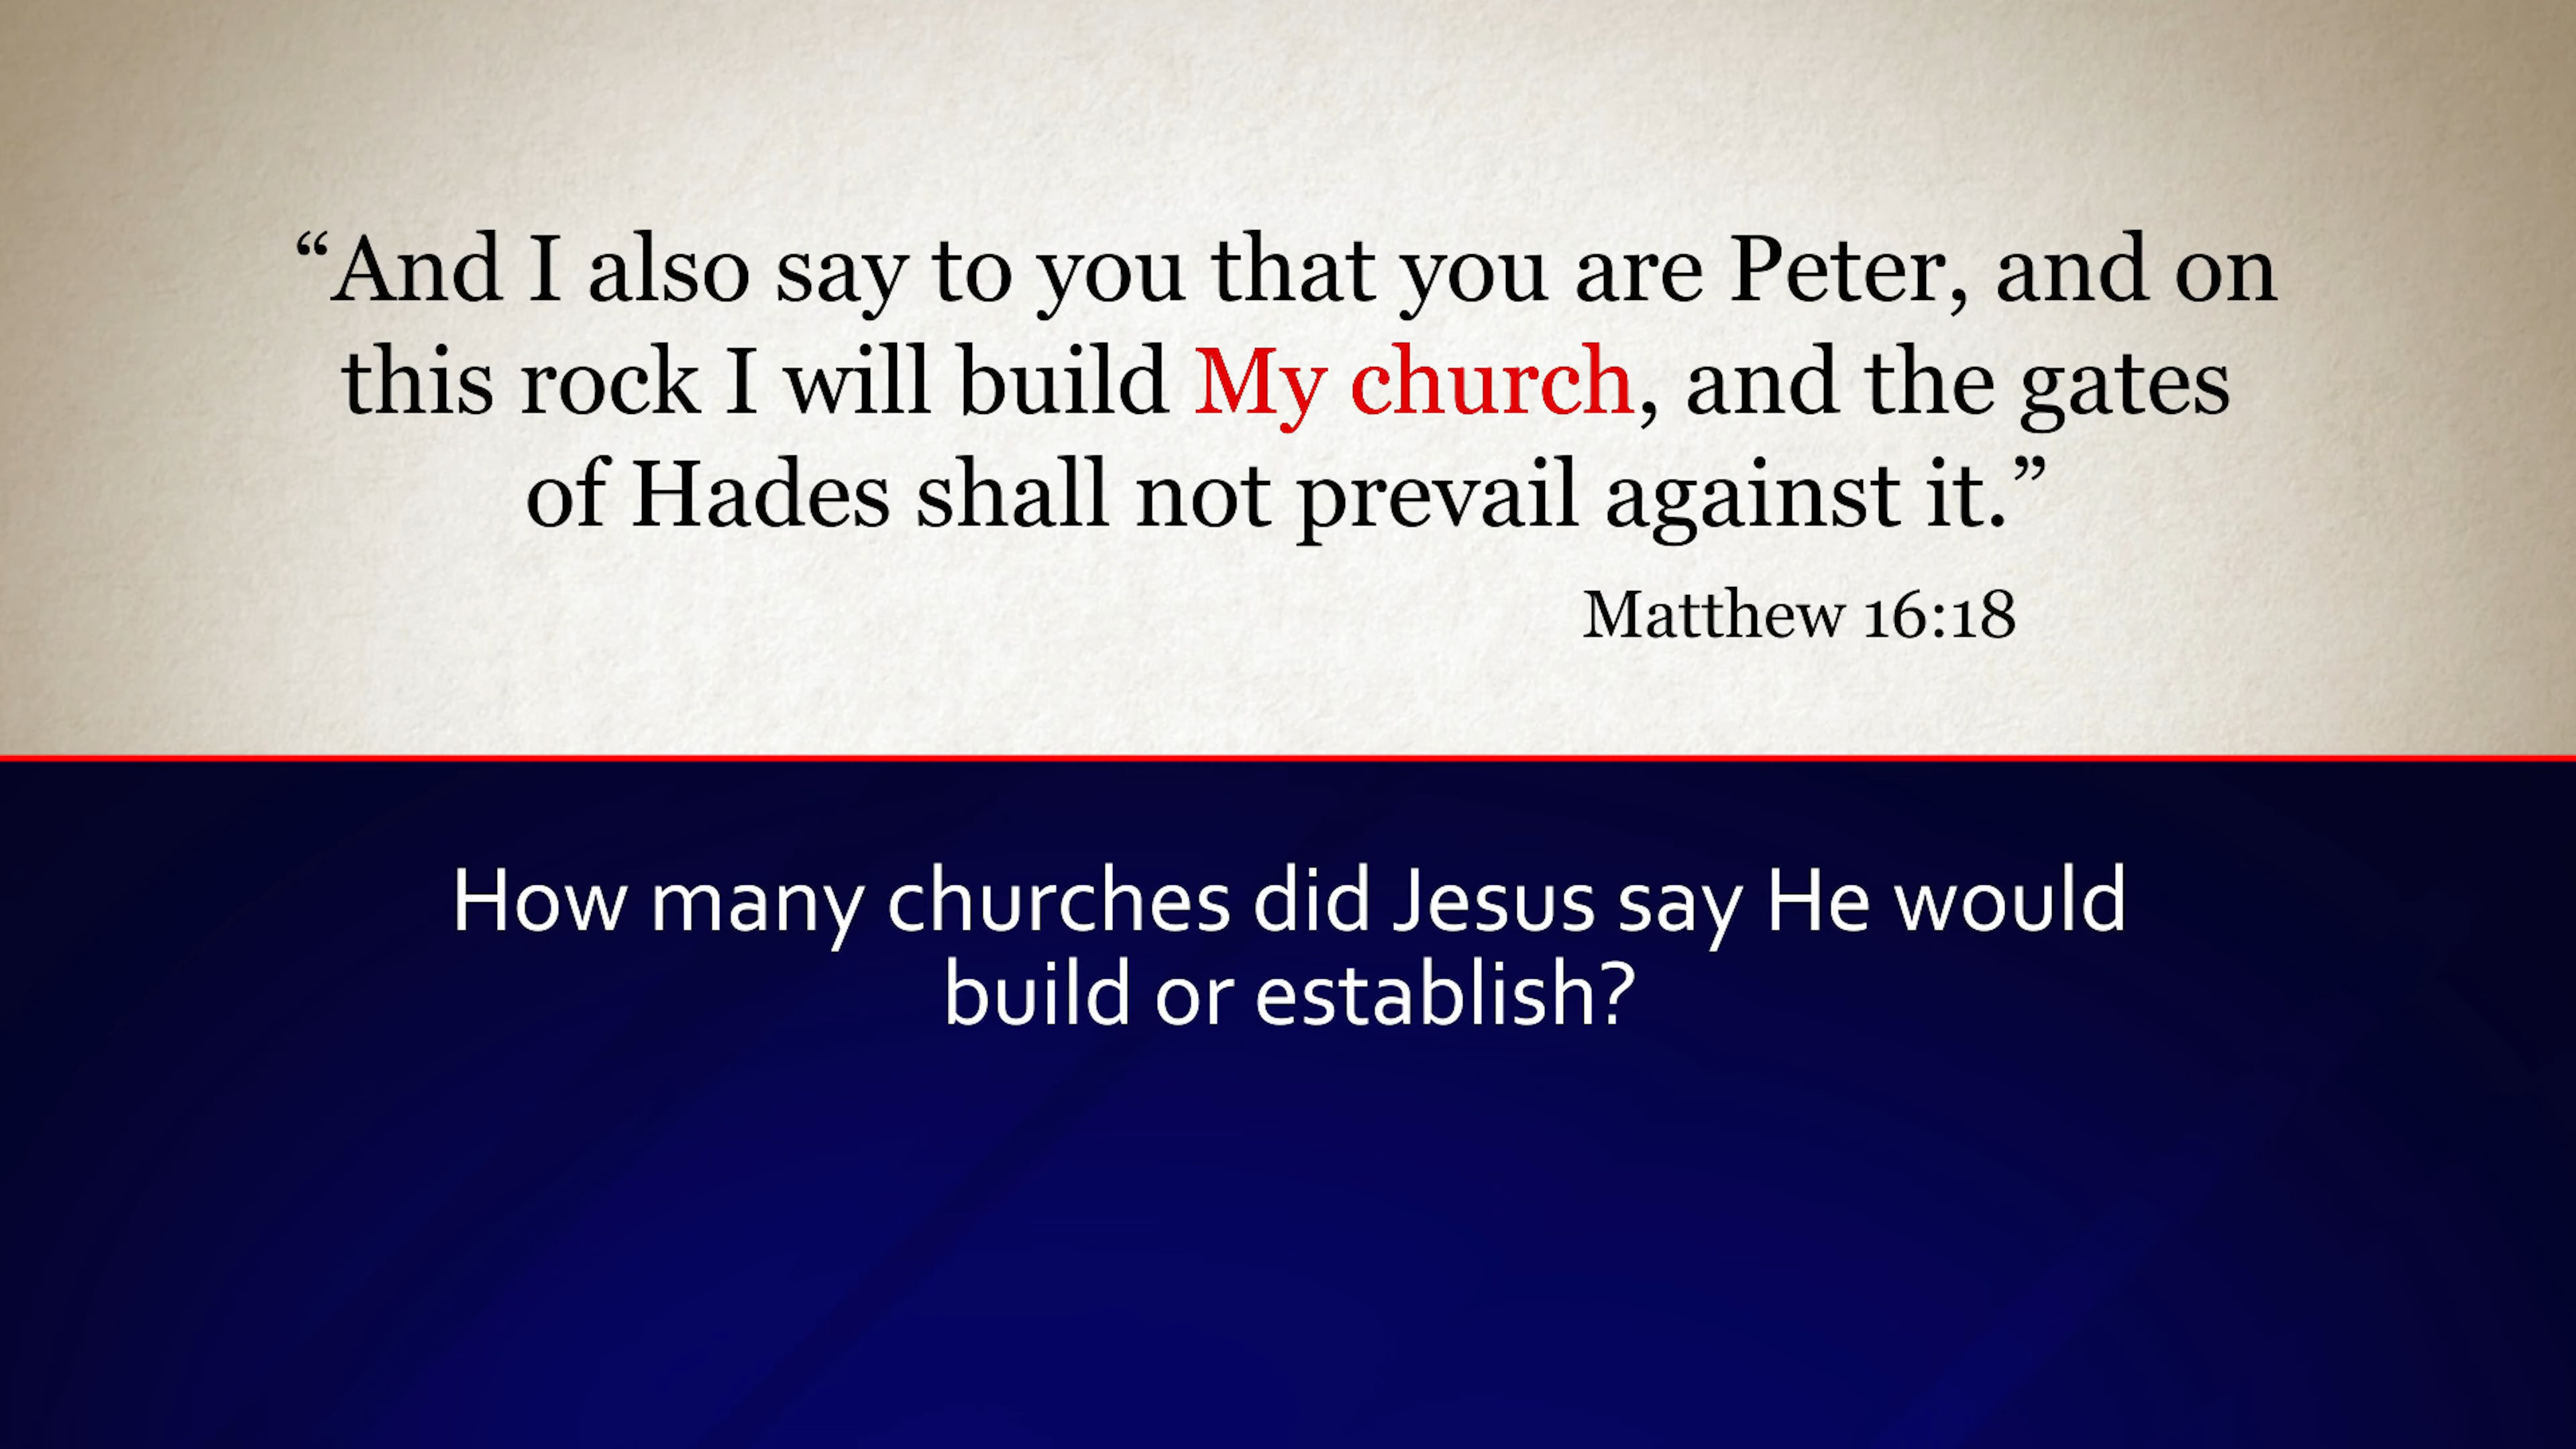 “And I also say to you that you are Peter, and on
this rock I will build My church, and the gates
of Hades shall not prevail against it.”
Matthew 16:18
How many churches did Jesus say He would
build or establish?